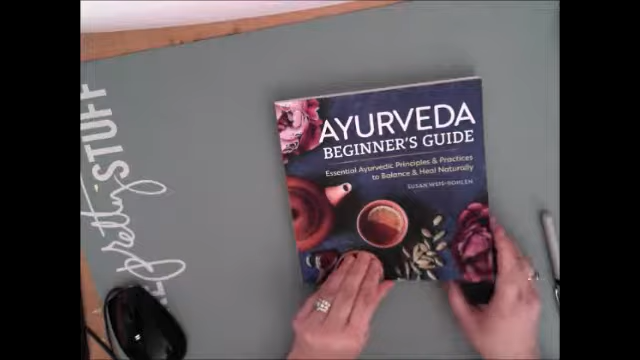 AYURVEDA
BEGINNER'S GUIDE
Essential Ayurvedic Principles & Practices
to Balance & Heal Naturally
SUSAN WEIS-BOHLEN
pretty STUFF